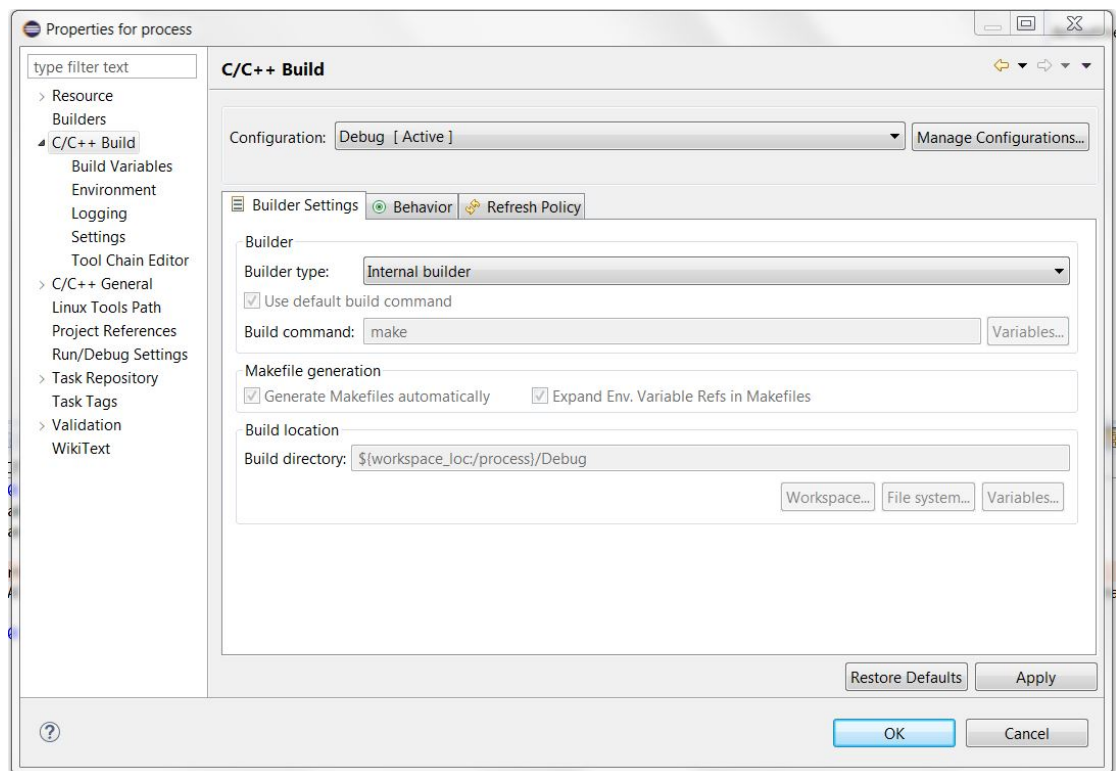 Properties for process
type filter text
Resource
Builders
C/C++ Build
Build Variables
Environment
Logging
Settings
Tool Chain Editor
C/C++ General
Linux Tools Path
Project References
Run/Debug Settings
Task Repository
Task Tags
Validation
WikiText
C/C++ Build
Configuration: Debug [ Active ] Manage Configurations...
Builder Settings Behavior Refresh Policy
Builder
Builder type: Internal builder
Use default build command
Build command: make Variables...
Makefile generation
Generate Makefiles automatically Expand Env. Variable Refs in Makefiles
Build location
Build directory: ${workspace_loc:/process}/Debug
Workspace... File system... Variables...
Restore Defaults Apply
? OK Cancel